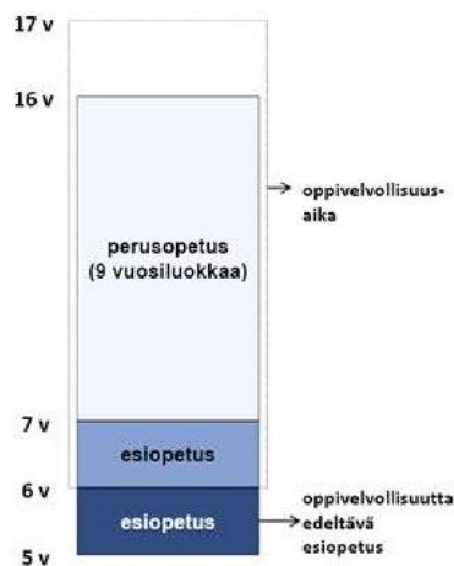 17 v
16 v
oppivelvollisuus-
aika
perusopetus
(9 vuosiluokkaa)
7 v
esiopetus
6 v
oppivelvollisuutta
esiopetus
edeltävä
esiopetus
5 v